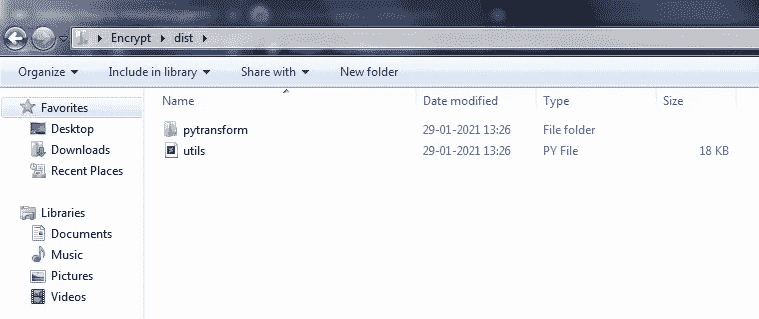 Encrypt dist
Organize Include in library Share with New folder
Favorites
Desktop
Downloads
Recent Places
Libraries
Documents
Music
Pictures
Videos
Name Date modified Type Size
pytransform 29-01-2021 13:26 File folder
utils 29-01-2021 13:26 PY File 18 KB